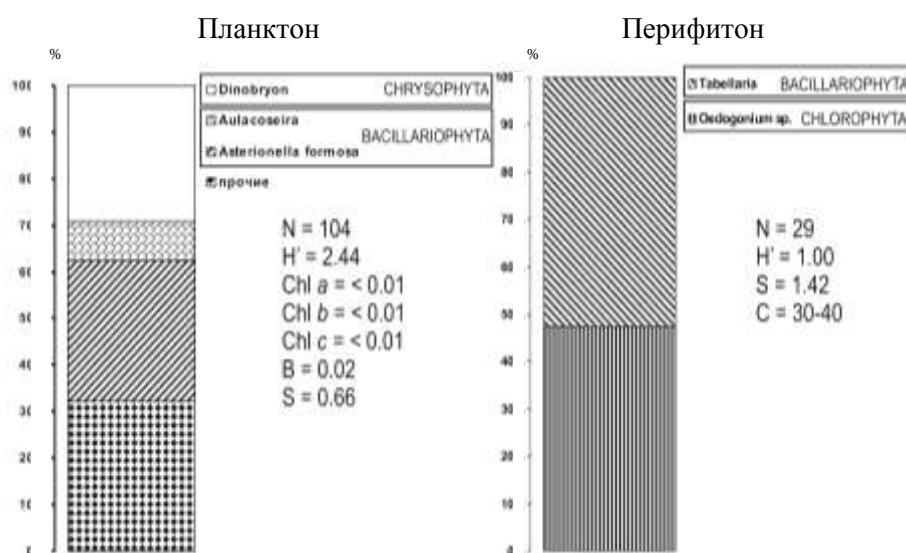 Планктон
%
100
90
80
70
60
50
40
30
20
10
0
Dinobryon CHRYSOPHYTA
Aulacoseira
BACILLARIOPHYTA
Asterionella formosa
прочие
N = 104
H' = 2.44
Chl a = < 0.01
Chl b = < 0.01
Chl c = < 0.01
B = 0.02
S = 0.66
Перифитон
%
100
90
80
70
60
50
40
30
20
10
0
Tabellaria BACILLARIOPHYTA
Oedogonium sp. CHLOROPHYTA
N = 29
H' = 1.00
S = 1.42
C = 30-40